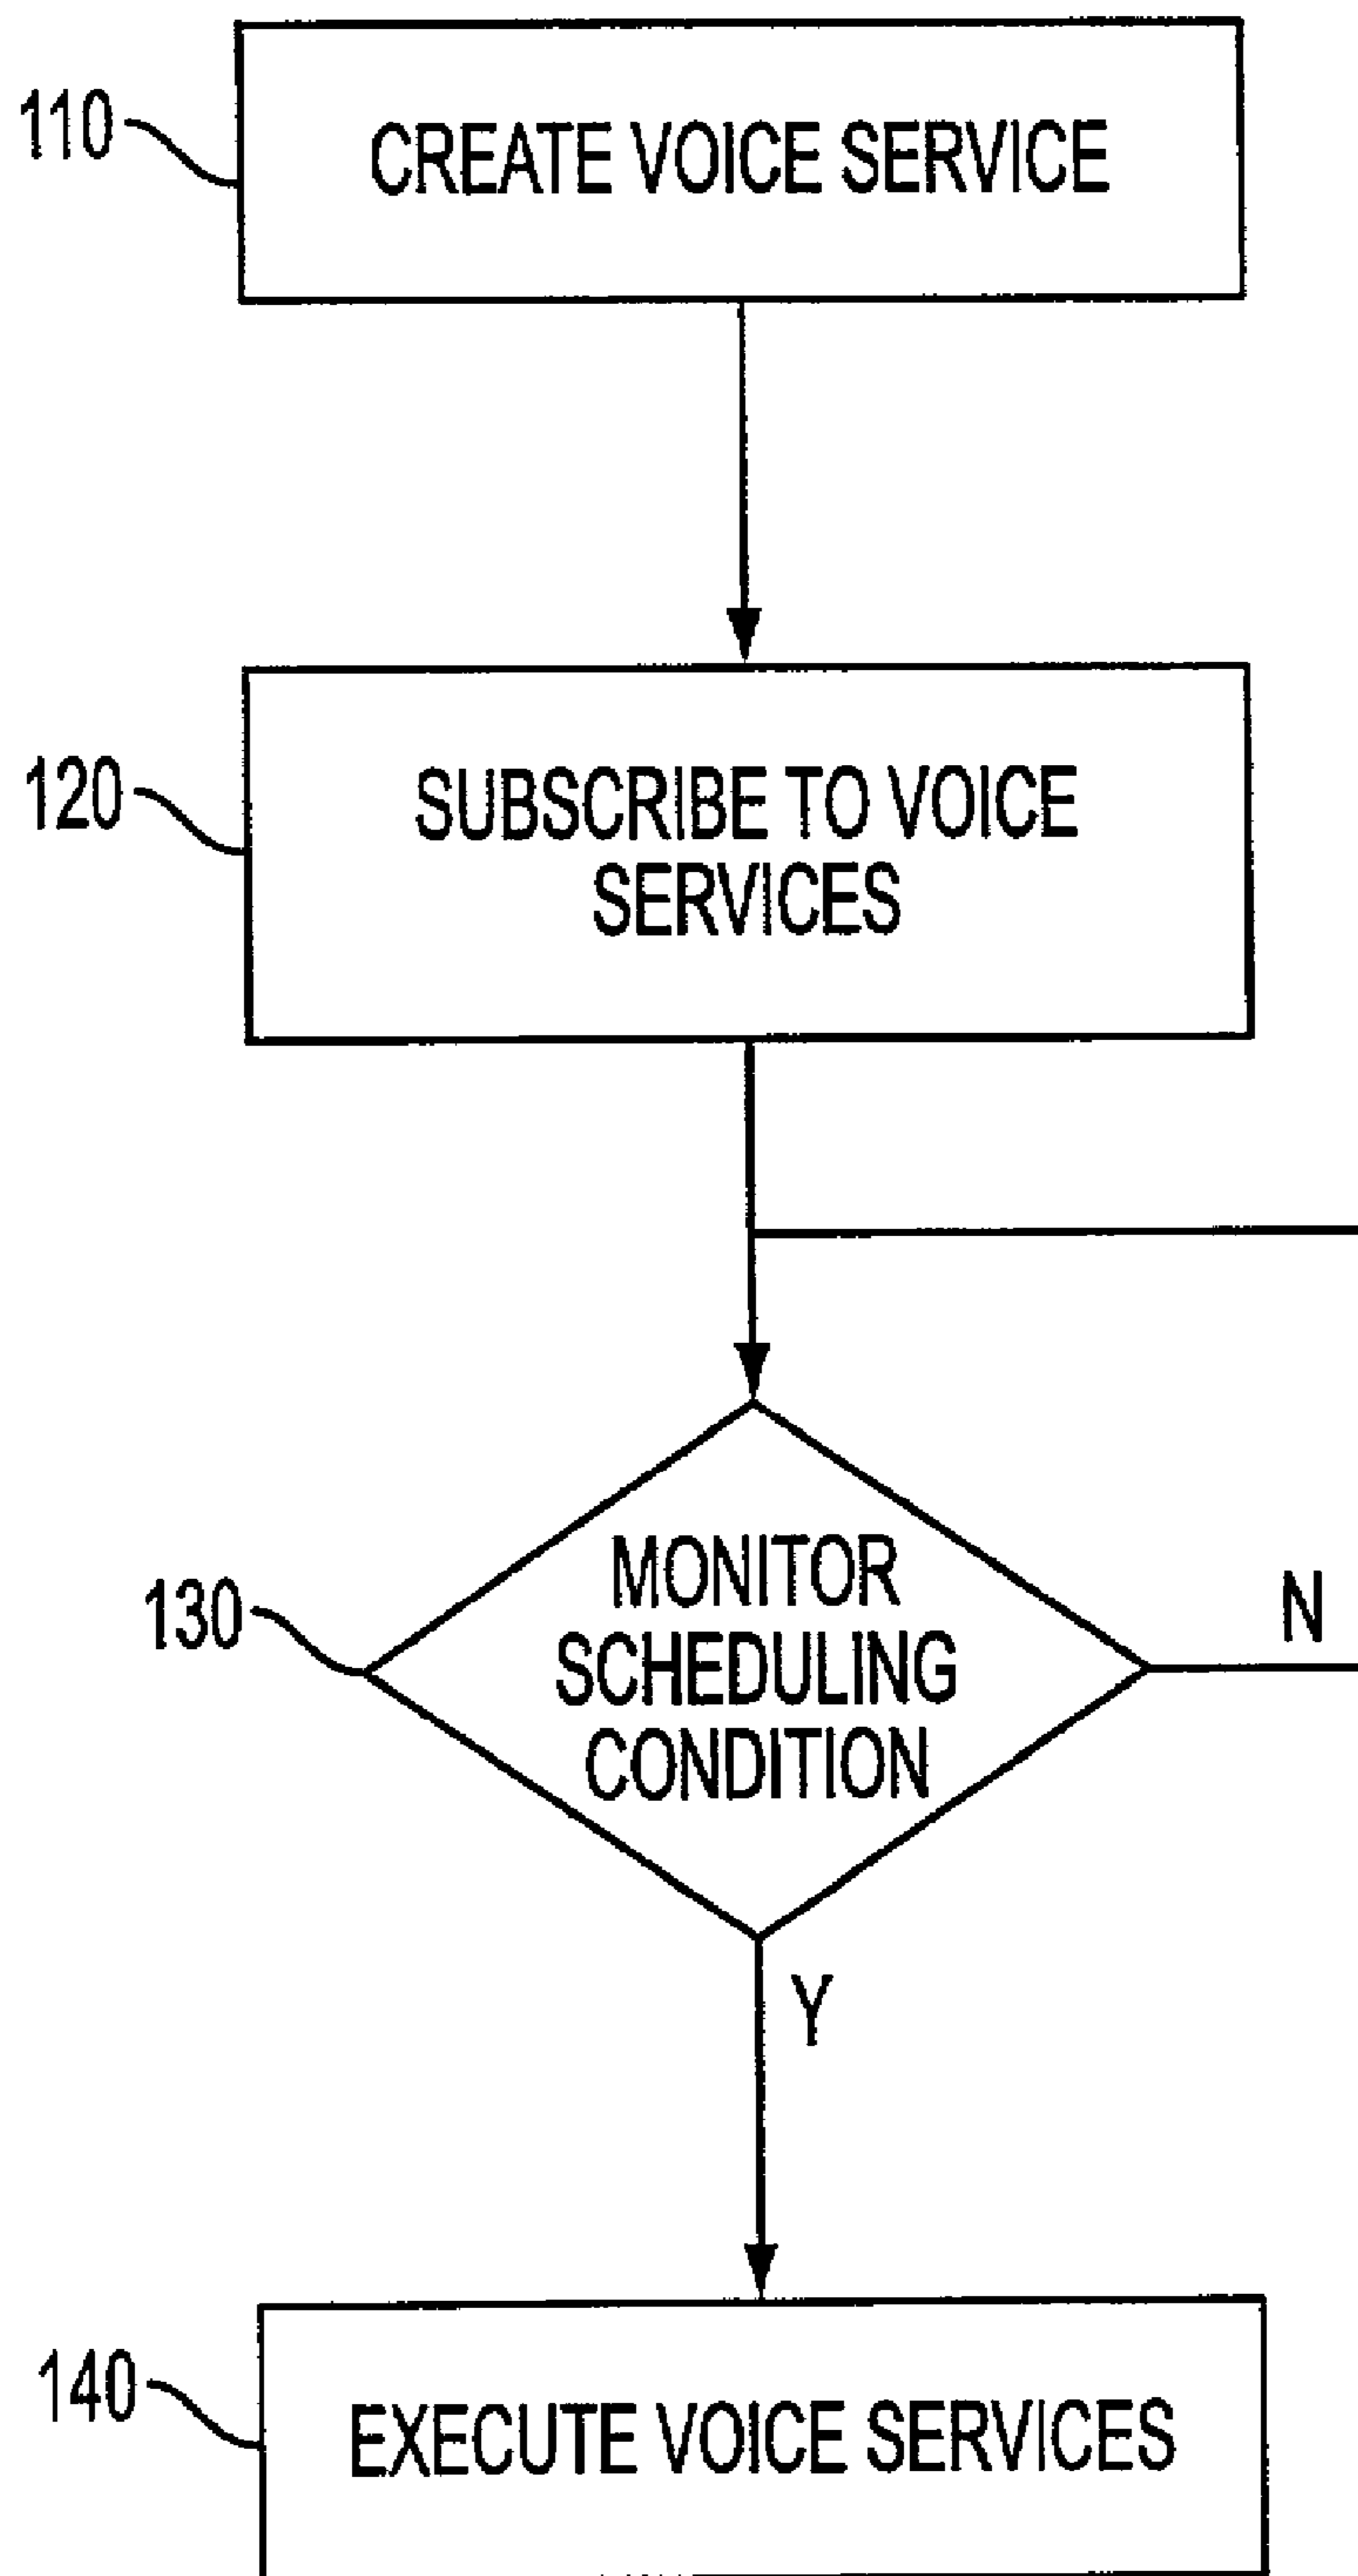 110
CREATE VOICE SERVICE
120
SUBSCRIBE TO VOICE
SERVICES
130
MONITOR
SCHEDULING
CONDITION
N
Y
140
EXECUTE VOICE SERVICES